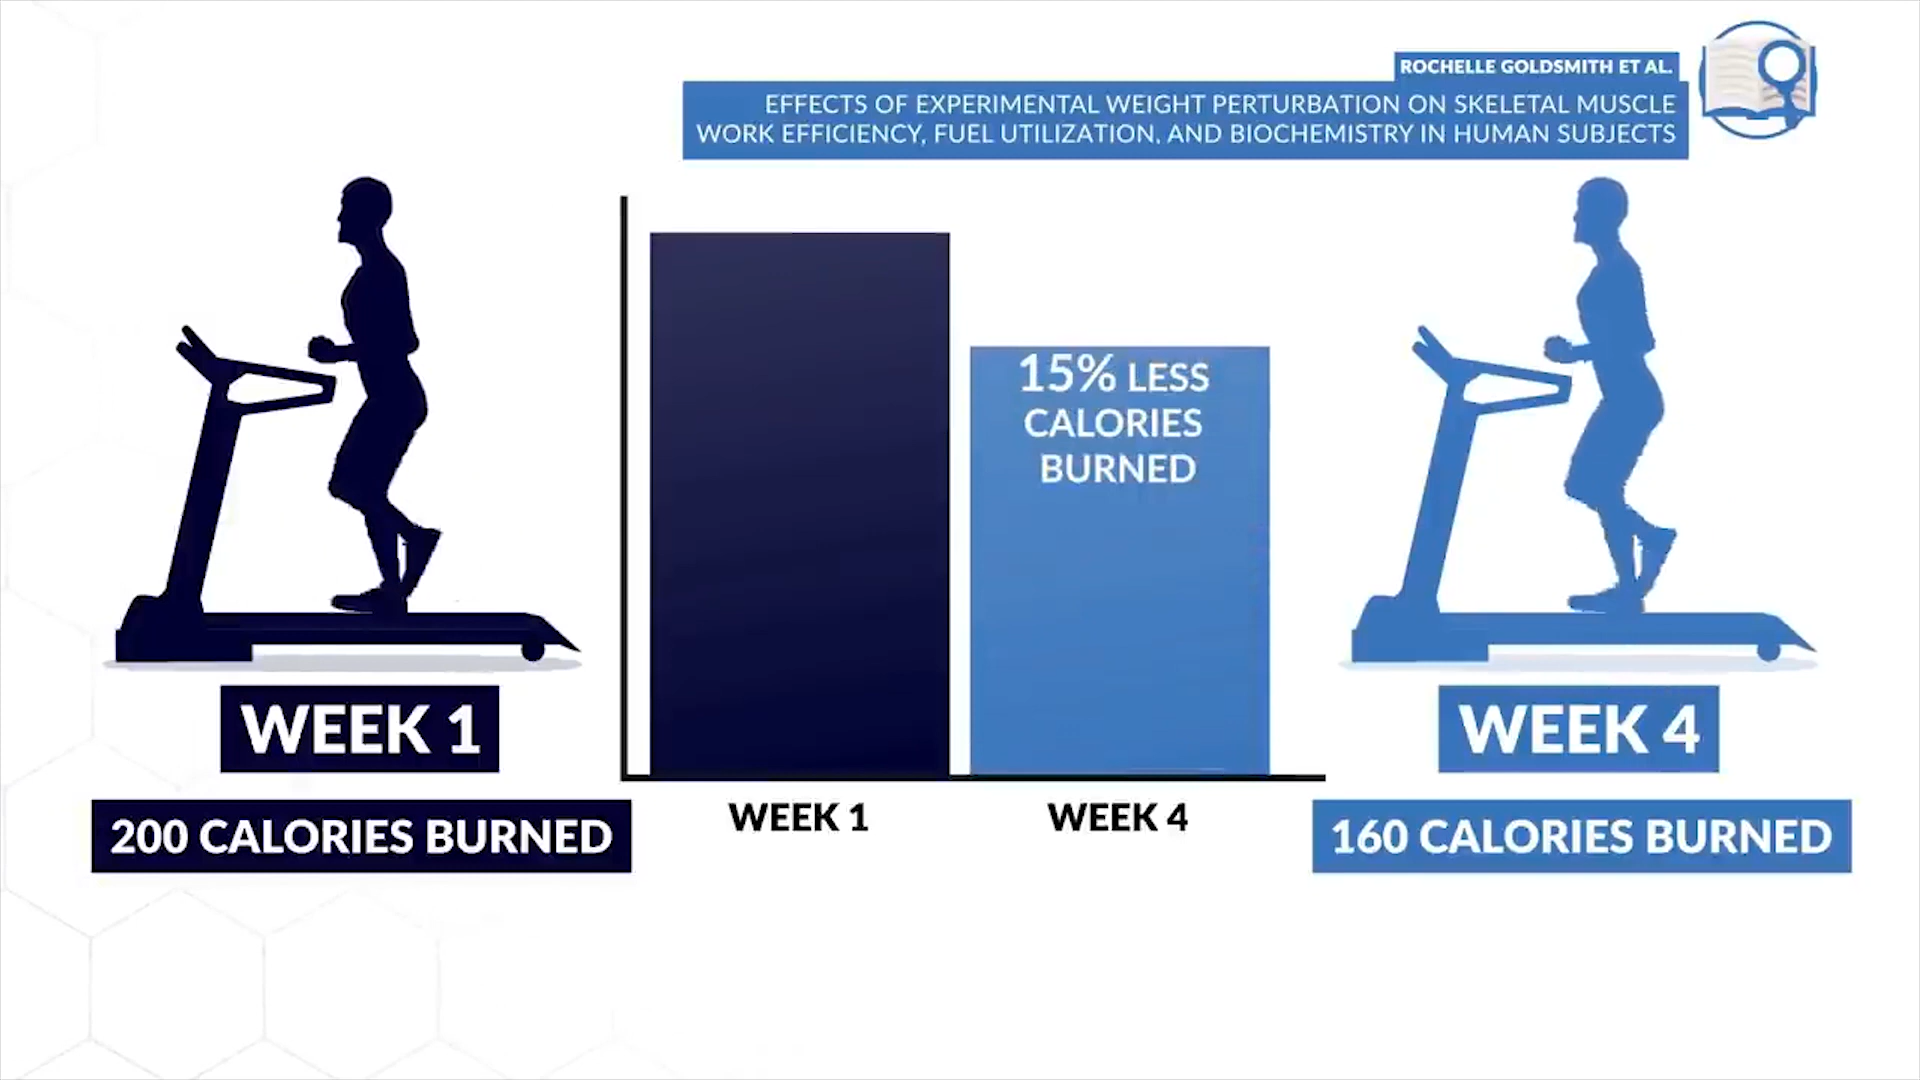 ROCHELLE GOLDSMITH ET AL.
EFFECTS OF EXPERIMENTAL WEIGHT PERTURBATION ON SKELETAL MUSCLE
WORK EFFICIENCY, FUEL UTILIZATION, AND BIOCHEMISTRY IN HUMAN SUBJECTS
15% LESS
CALORIES
BURNED
WEEK 1
200 CALORIES BURNED
WEEK 1
WEEK 4
WEEK 4
160 CALORIES BURNED